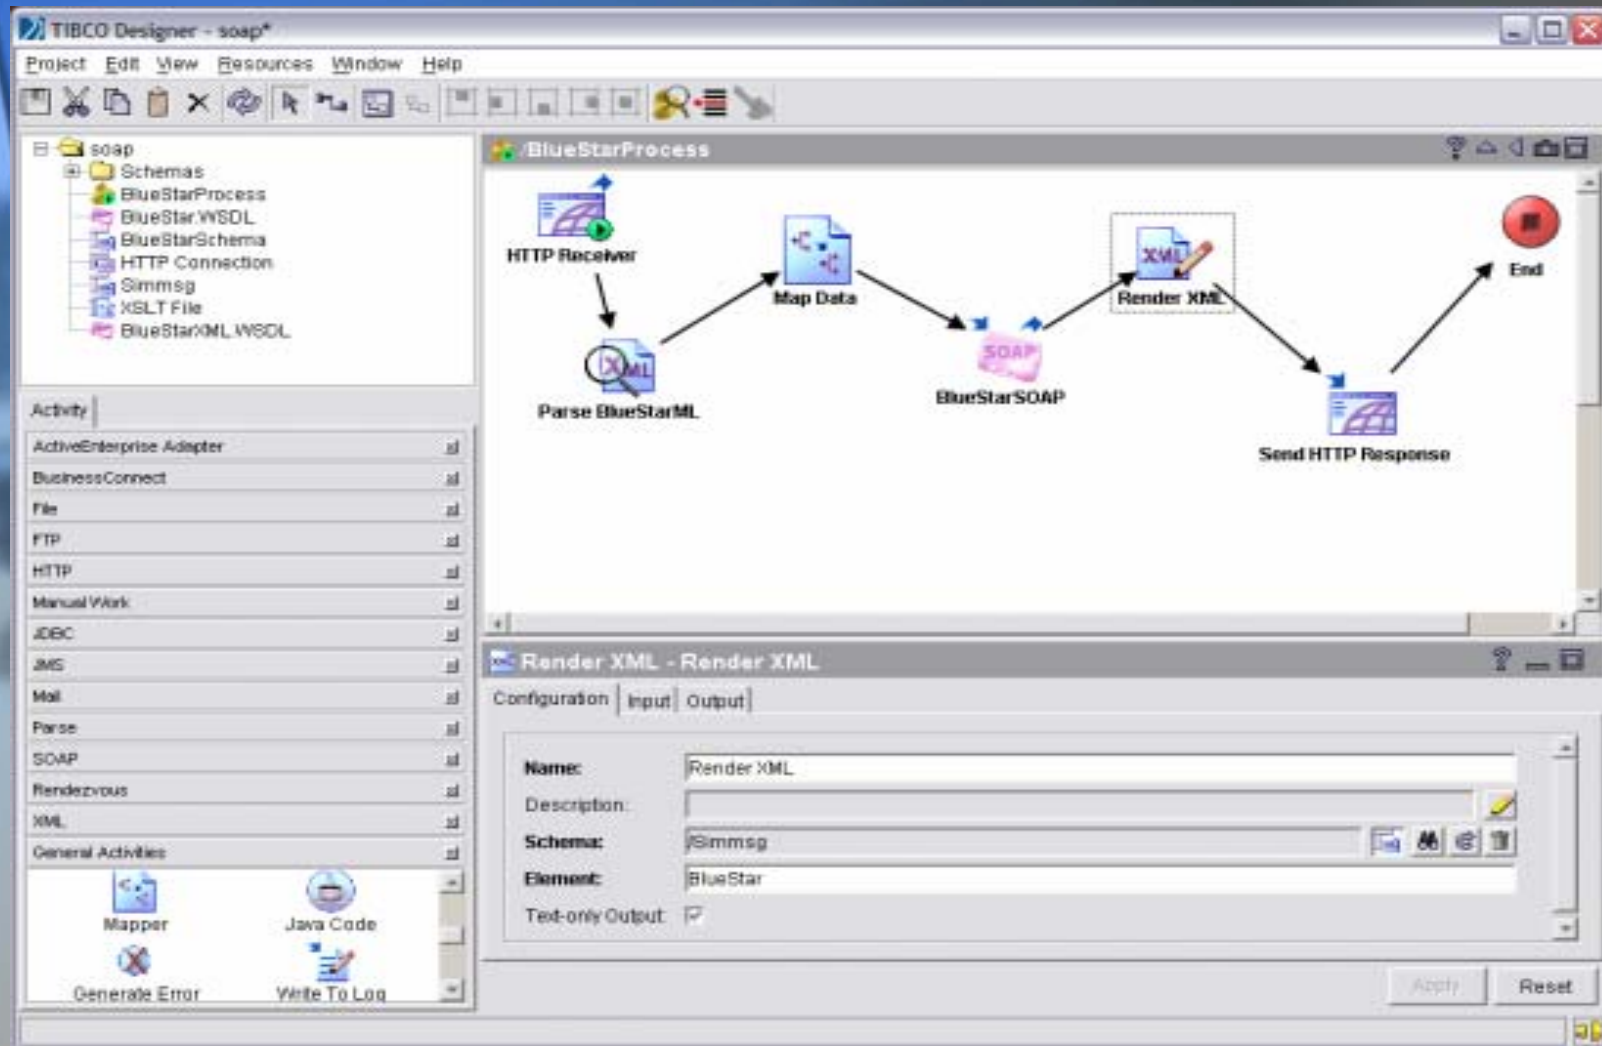 TIBCO Designer - soap*
Project Edit View Resources Window Help
soap
Schemas
BlueStarProcess
BlueStar.WSDL
BlueStarSchema
HTTP Connection
Simmsg
XSLT File
BlueStarXML.WSDL
Activity
ActiveEnterprise Adapter
BusinessConnect
File
FTP
HTTP
Manual Work
JDBC
JMS
Mail
Parse
SOAP
Rendezvous
XML
General Activities
Mapper
Java Code
Generate Error
Write To Log
/BlueStarProcess
HTTP Receiver
XML
Parse BlueStarML
Map Data
SOAP
BlueStarSOAP
XML
Render XML
Send HTTP Response
End
Render XML - Render XML
Configuration Input Output
Name: Render XML
Description:
Schema: /Simmsg
Element: BlueStar
Text-only Output:
Apply Reset